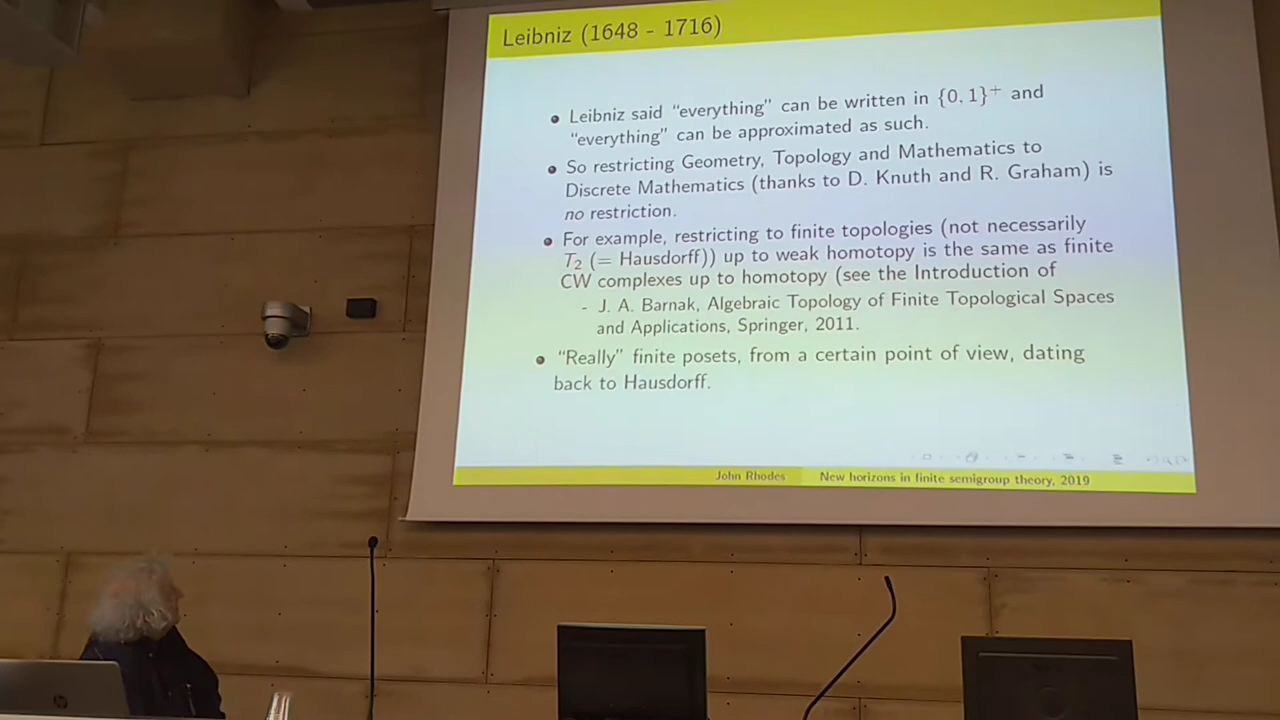 Leibniz (1648 - 1716)
Leibniz said “everything” can be written in {0, 1}⁺ and
“everything” can be approximated as such.
So restricting Geometry, Topology and Mathematics to
Discrete Mathematics (thanks to D. Knuth and R. Graham) is
no restriction.
For example, restricting to finite topologies (not necessarily
T₂ (= Hausdorff)) up to weak homotopy is the same as finite
CW complexes up to homotopy (see the Introduction of
- J. A. Barnak, Algebraic Topology of Finite Topological Spaces
and Applications, Springer, 2011.
“Really” finite posets, from a certain point of view, dating
back to Hausdorff.
John Rhodes New horizons in finite semigroup theory, 2019
hp